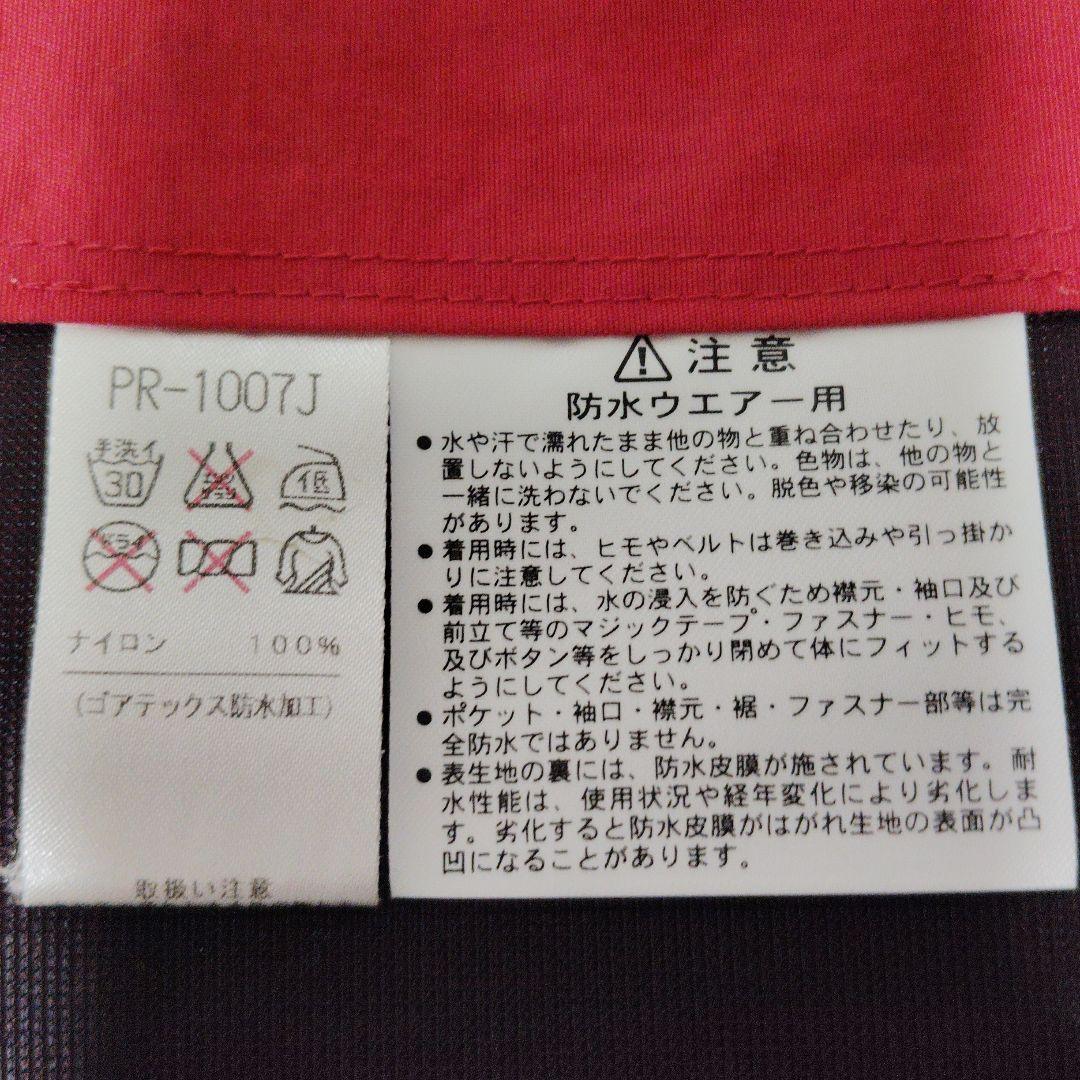 PR-1007J
手洗イ
30
エンソ
サラシ
低
ドライ
ナイロン 100%
(ゴアテックス防水加工)
取扱い注意
注意
防水ウエアー用
●水や汗で濡れたまま他の物と重ね合わせたり、放
置しないようにしてください。色物は、他の物と
一緒に洗わないでください。脱色や移染の可能性
があります。
●着用時には、ヒモやベルトは巻き込みや引っ掛か
りに注意してください。
●着用時には、水の浸入を防ぐため襟元・袖口及び
前立て等のマジックテープ・ファスナー・ヒモ、
及びボタン等をしっかり閉めて体にフィットする
ようにしてください。
●ポケット・袖口・襟元・裾・ファスナー部等は完
全防水ではありません。
●表生地の裏には、防水皮膜が施されています。耐
水性能は、使用状況や経年変化により劣化しま
す。劣化すると防水皮膜がはがれ生地の表面が凸
凹になることがあります。